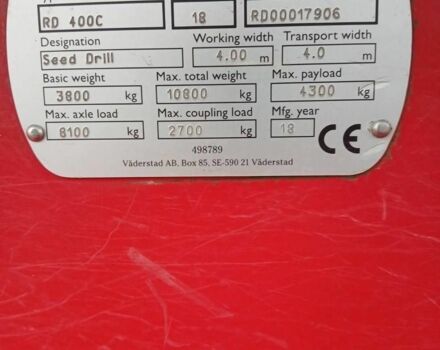 RD 400C 18 RD00017906
Designation Working width Transport width
Seed Drill 4.00 m 4.0 m
Basic weight Max. total weight Max. payload
3800 kg 10800 kg 4300 kg
Max. axle load Max. coupling load Mfg. year
8100 kg 2700 kg 18 CE
498789
Väderstad AB, Box 85, SE-590 21 Väderstad